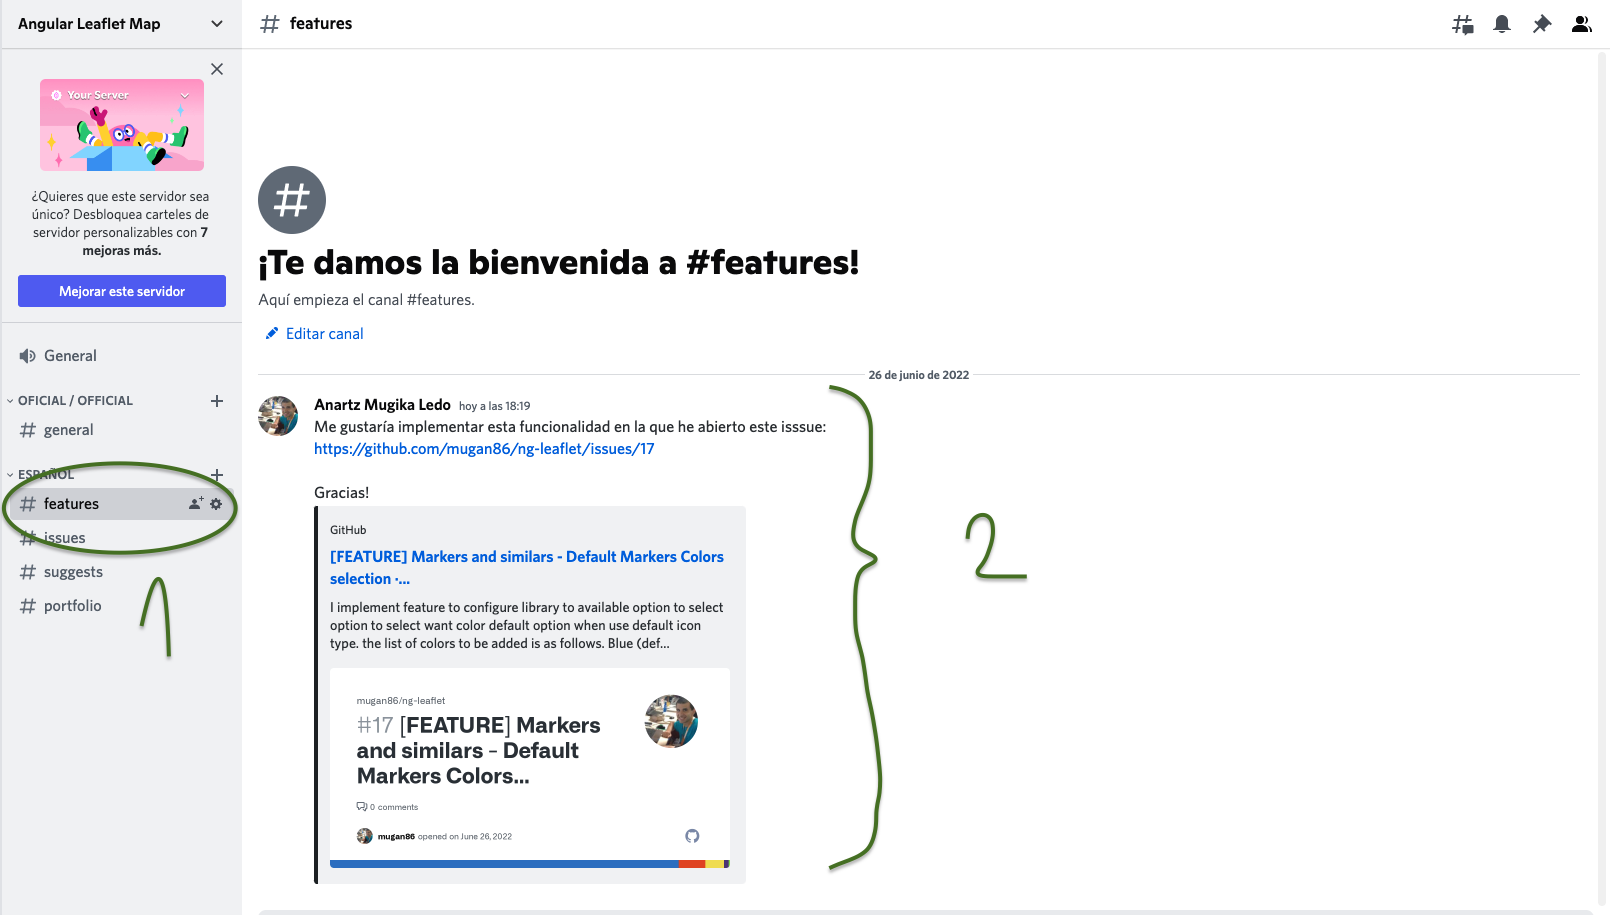 Angular Leaflet Map
Your Server
¿Quieres que este servidor sea
único? Desbloquea carteles de
servidor personalizables con 7
mejoras más.
Mejorar este servidor
General
OFICIAL / OFFICIAL
general
ESPAÑOL
features
issues
suggests
portfolio
1
features
¡Te damos la bienvenida a #features!
Aquí empieza el canal #features.
Editar canal
26 de junio de 2022
Anartz Mugika Ledo hoy a las 18:19
Me gustaría implementar esta funcionalidad en la que he abierto este isssue:
https://github.com/mugan86/ng-leaflet/issues/17
Gracias!
GitHub
[FEATURE] Markers and similars - Default Markers Colors
selection ·...
I implement feature to configure library to available option to select
option to select want color default option when use default icon
type. the list of colors to be added is as follows. Blue (def...
mugan86/ng-leaflet
#17 [FEATURE] Markers
and similars - Default
Markers Colors...
0 comments
mugan86 opened on June 26, 2022
2